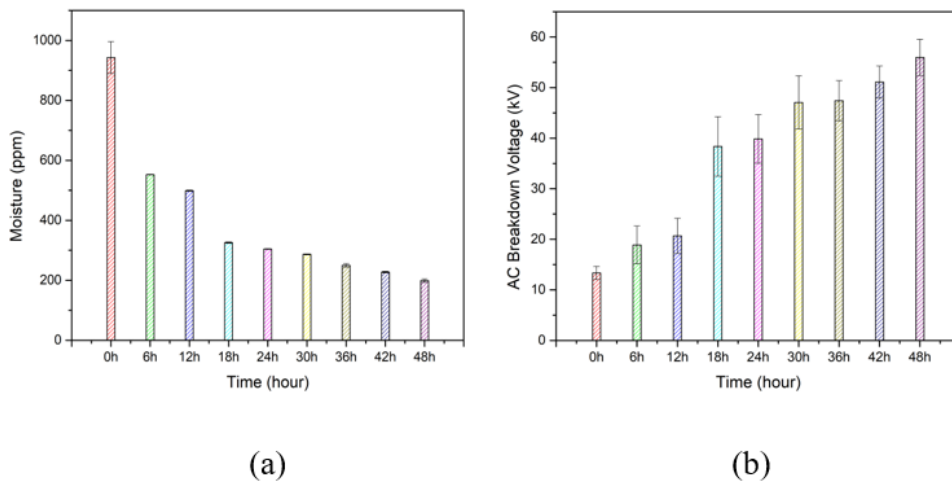 1000
800
600
400
200
0
Moisture (ppm)
0h 6h 12h 18h 24h 30h 36h 42h 48h
Time (hour)
(a)
60
50
40
30
20
10
0
AC Breakdown Voltage (kV)
0h 6h 12h 18h 24h 30h 36h 42h 48h
Time (hour)
(b)